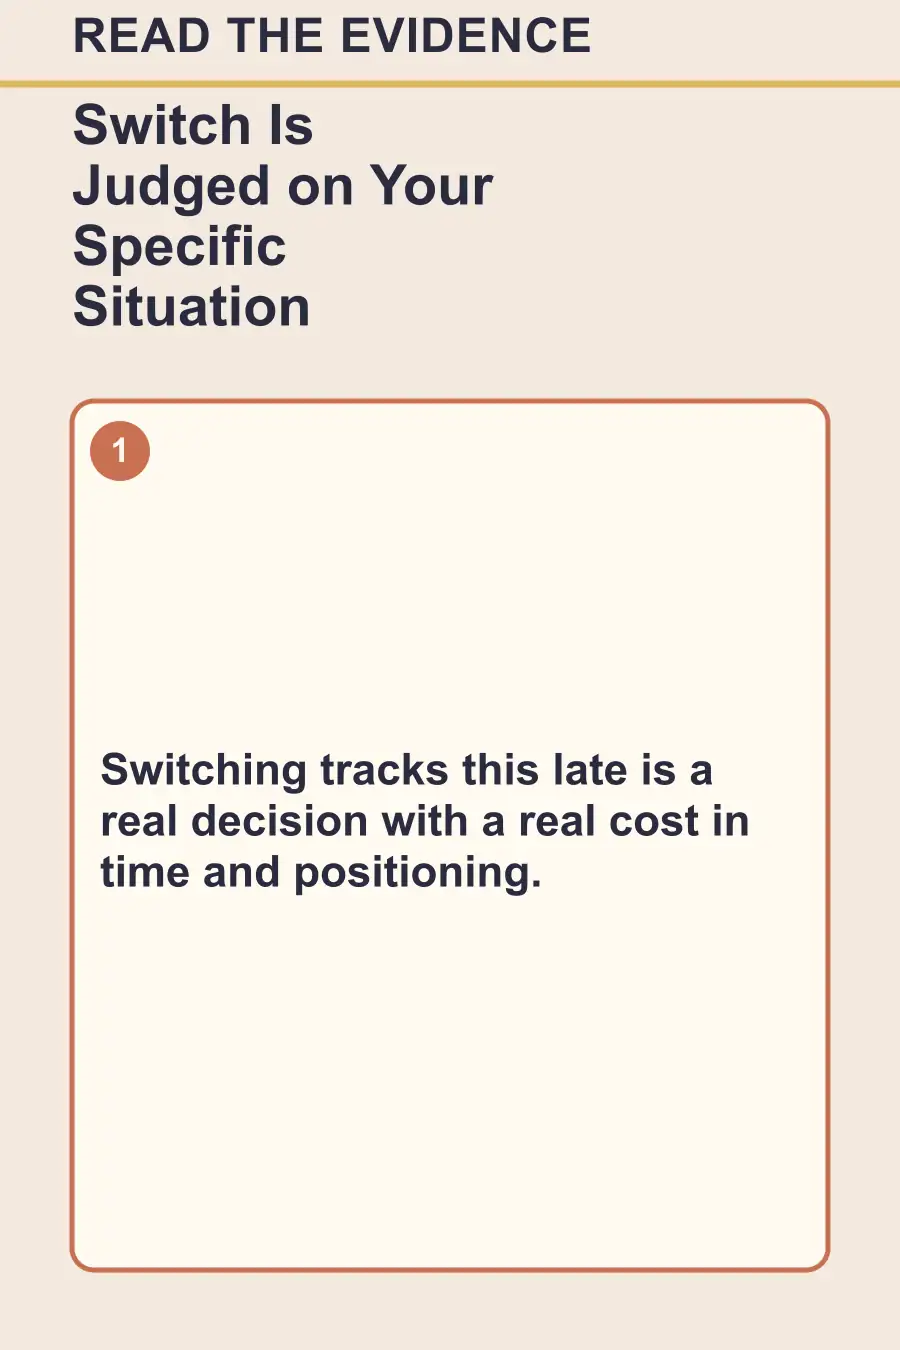 READ THE EVIDENCE
Switch Is
Judged on Your
Specific
Situation
1
Switching tracks this late is a
real decision with a real cost in
time and positioning.